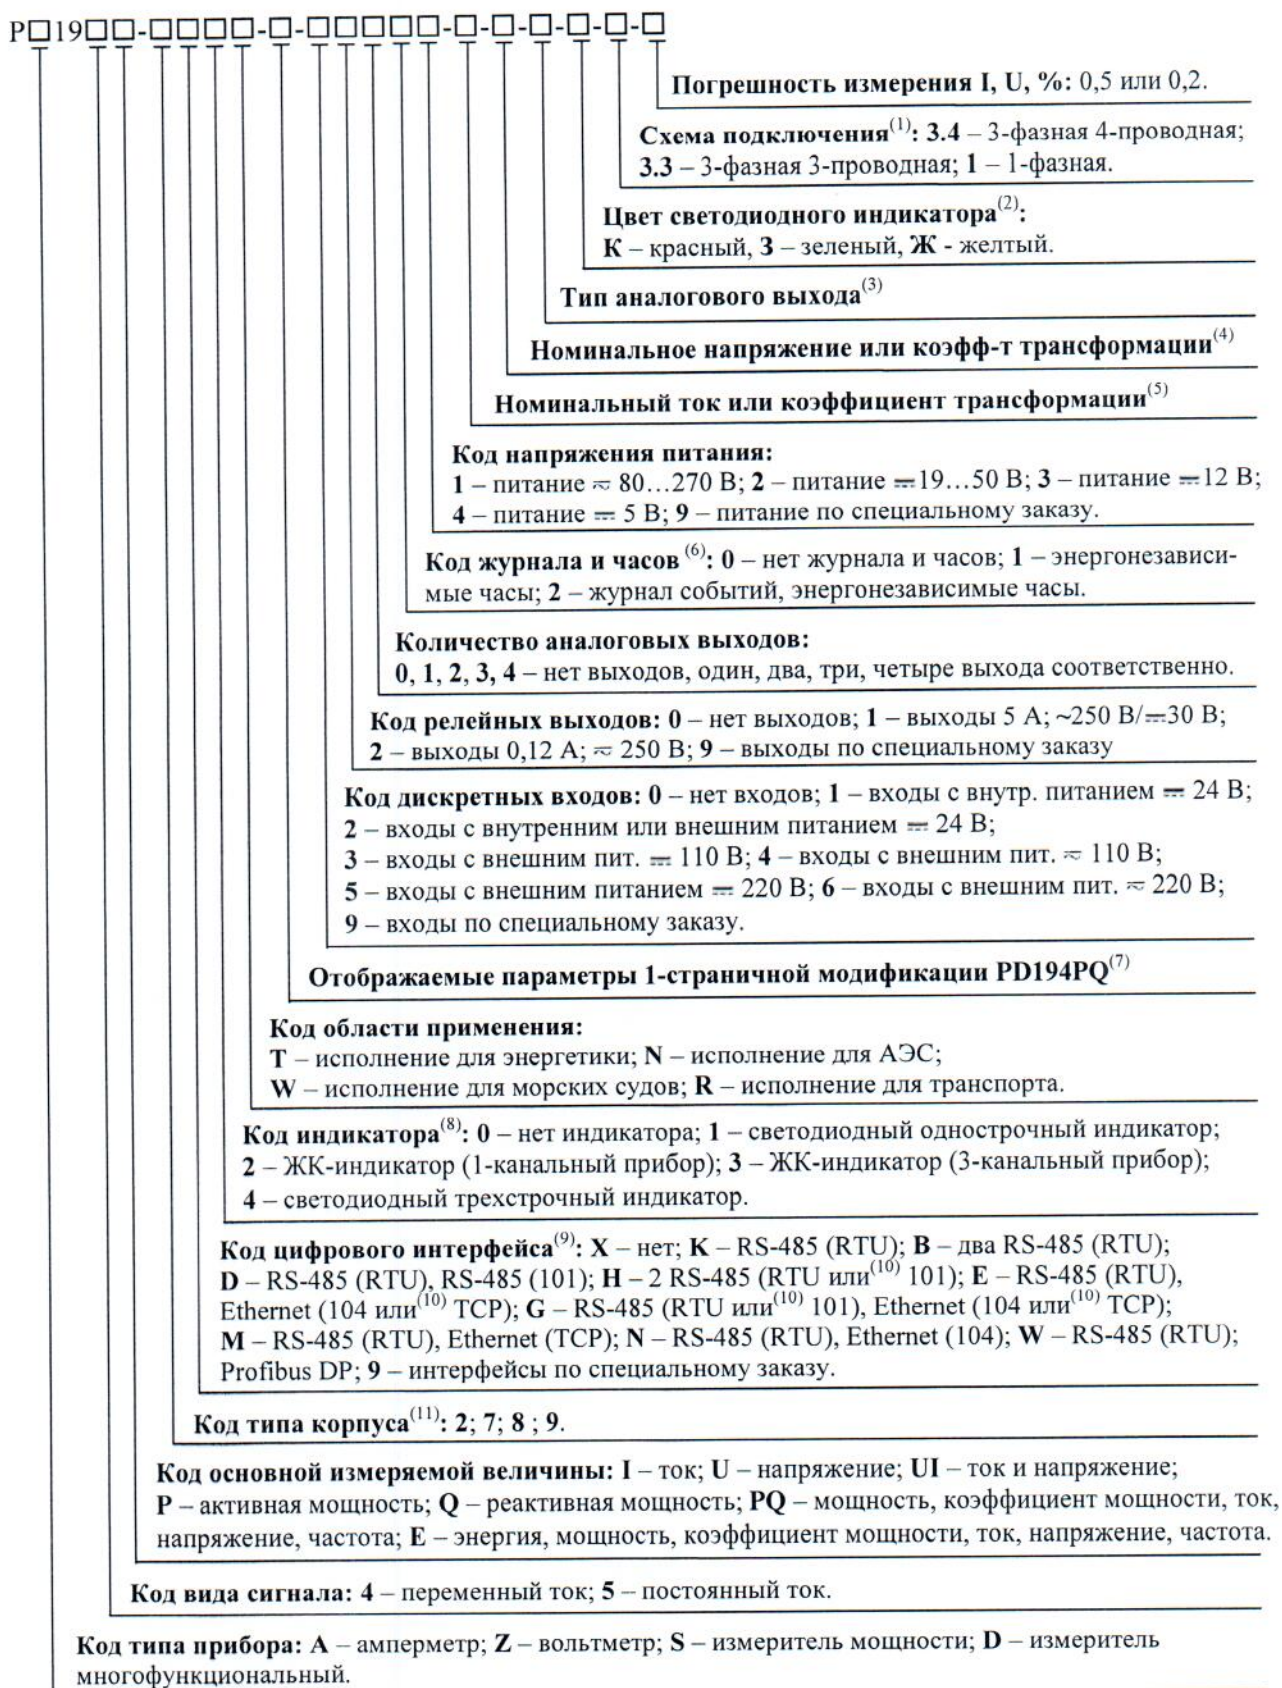 P□19□□-□□□□-□-□□□□□-□-□-□-□-□-□
Погрешность измерения I, U, %: 0,5 или 0,2.
Схема подключения(1): 3.4 – 3-фазная 4-проводная;
3.3 – 3-фазная 3-проводная; 1 – 1-фазная.
Цвет светодиодного индикатора(2):
К – красный, З – зеленый, Ж - желтый.
Тип аналогового выхода(3)
Номинальное напряжение или коэфф-т трансформации(4)
Номинальный ток или коэффициент трансформации(5)
Код напряжения питания:
1 – питание ≂ 80...270 В; 2 – питание ⎓19...50 В; 3 – питание ⎓12 В;
4 – питание ⎓ 5 В; 9 – питание по специальному заказу.
Код журнала и часов (6): 0 – нет журнала и часов; 1 – энергонезависи-
мые часы; 2 – журнал событий, энергонезависимые часы.
Количество аналоговых выходов:
0, 1, 2, 3, 4 – нет выходов, один, два, три, четыре выхода соответственно.
Код релейных выходов: 0 – нет выходов; 1 – выходы 5 А; ~250 В/⎓30 В;
2 – выходы 0,12 А; ≂ 250 В; 9 – выходы по специальному заказу
Код дискретных входов: 0 – нет входов; 1 – входы с внутр. питанием ⎓ 24 В;
2 – входы с внутренним или внешним питанием ⎓ 24 В;
3 – входы с внешним пит. ⎓ 110 В; 4 – входы с внешним пит. ≂ 110 В;
5 – входы с внешним питанием ⎓ 220 В; 6 – входы с внешним пит. ≂ 220 В;
9 – входы по специальному заказу.
Отображаемые параметры 1-страничной модификации PD194PQ(7)
Код области применения:
T – исполнение для энергетики; N – исполнение для АЭС;
W – исполнение для морских судов; R – исполнение для транспорта.
Код индикатора(8): 0 – нет индикатора; 1 – светодиодный однострочный индикатор;
2 – ЖК-индикатор (1-канальный прибор); 3 – ЖК-индикатор (3-канальный прибор);
4 – светодиодный трехстрочный индикатор.
Код цифрового интерфейса(9): X – нет; K – RS-485 (RTU); B – два RS-485 (RTU);
D – RS-485 (RTU), RS-485 (101); H – 2 RS-485 (RTU или(10) 101); E – RS-485 (RTU),
Ethernet (104 или(10) TCP); G – RS-485 (RTU или(10) 101), Ethernet (104 или(10) TCP);
M – RS-485 (RTU), Ethernet (TCP); N – RS-485 (RTU), Ethernet (104); W – RS-485 (RTU);
Profibus DP; 9 – интерфейсы по специальному заказу.
Код типа корпуса(11): 2; 7; 8 ; 9.
Код основной измеряемой величины: I – ток; U – напряжение; UI – ток и напряжение;
P – активная мощность; Q – реактивная мощность; PQ – мощность, коэффициент мощности, ток,
напряжение, частота; E – энергия, мощность, коэффициент мощности, ток, напряжение, частота.
Код вида сигнала: 4 – переменный ток; 5 – постоянный ток.
Код типа прибора: A – амперметр; Z – вольтметр; S – измеритель мощности; D – измеритель
многофункциональный.